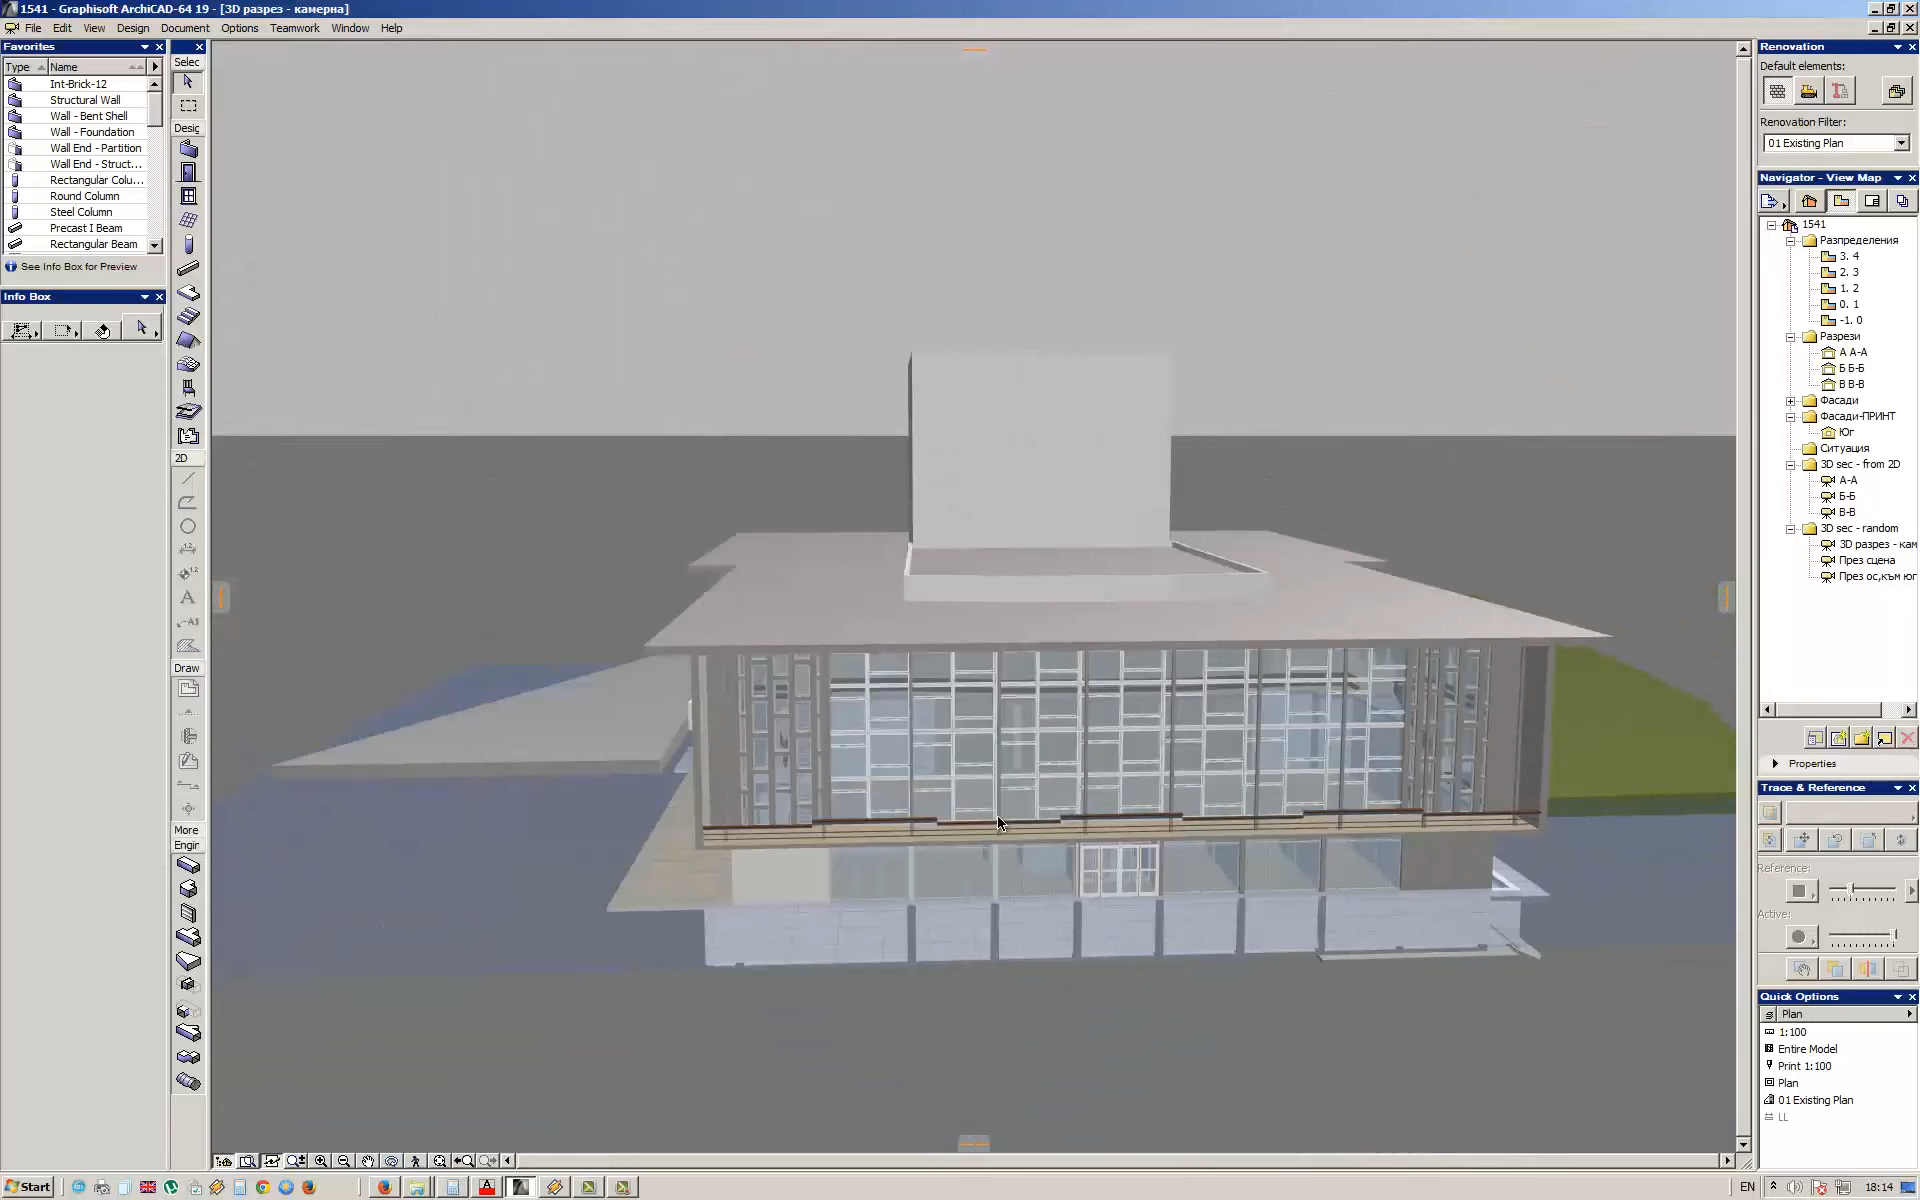 1541 - Graphisoft ArchiCAD-64 19 - [3D разрез - камерна]
File Edit View Design Document Options Teamwork Window Help
Favorites
Type Name
Int-Brick-12
Structural Wall
Wall - Bent Shell
Wall - Foundation
Wall End - Partition
Wall End - Struct...
Rectangular Colu...
Round Column
Steel Column
Precast I Beam
Rectangular Beam
See Info Box for Preview
Info Box
Selec
Desig
2D
Draw
More
Engir
Renovation
Default elements:
Renovation Filter:
01 Existing Plan
Navigator - View Map
1541
Разпределения
3. 4
2. 3
1. 2
0. 1
-1. 0
Разрези
А А-А
Б Б-Б
В В-В
Фасади
Фасади-ПРИНТ
Юг
Ситуация
3D sec - from 2D
А-А
Б-Б
В-В
3D sec - random
3D разрез - кам
През сцена
През ос,към юг
Properties
Trace & Reference
Reference:
Active:
Quick Options
Plan
1:100
Entire Model
Print 1:100
Plan
01 Existing Plan
LL
Start
EN
18:14